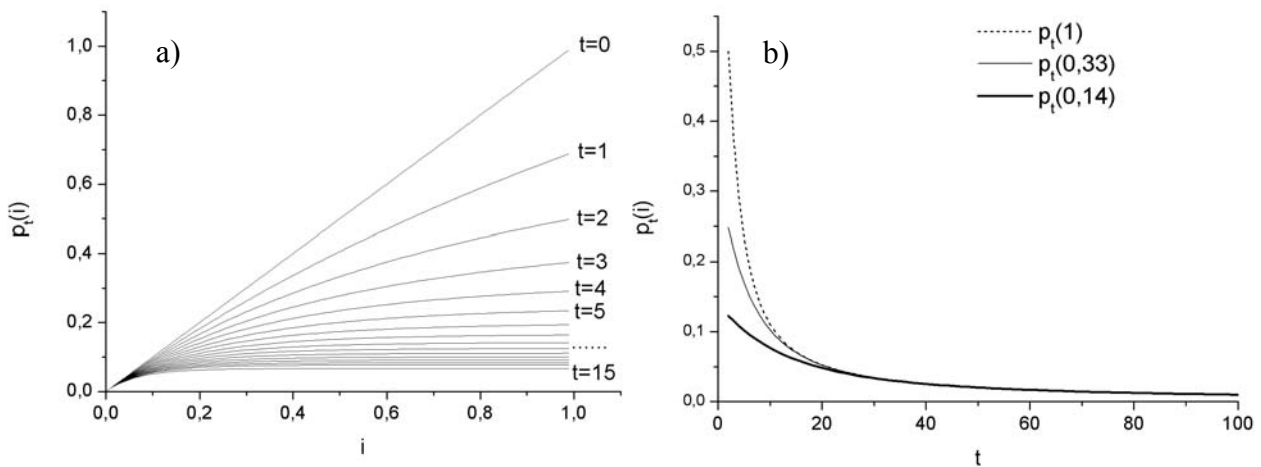 a)
1,0
0,8
0,6
0,4
0,2
0,0
p_t(i)
t=0
t=1
t=2
t=3
t=4
t=5
.....
t=15
0,0 0,2 0,4 0,6 0,8 1,0
i
b)
p_t(1)
p_t(0,33)
p_t(0,14)
0,5
0,4
0,3
0,2
0,1
0,0
p_t(i)
0 20 40 60 80 100
t